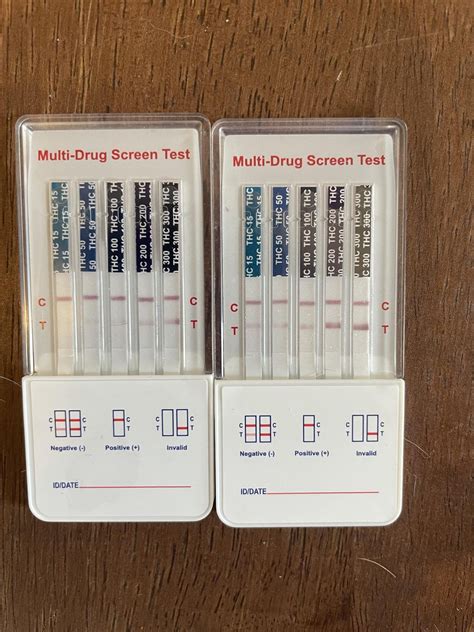 Multi-Drug Screen Test
THC 15 THC 50 THC 100 THC 200 THC 300
C
T
C T C T C T C T
Negative (-) Positive (+) Invalid
ID/DATE
Multi-Drug Screen Test
THC 15 THC 50 THC 100 THC 200 THC 300
C
T
C T C T C T C T
Negative (-) Positive (+) Invalid
ID/DATE